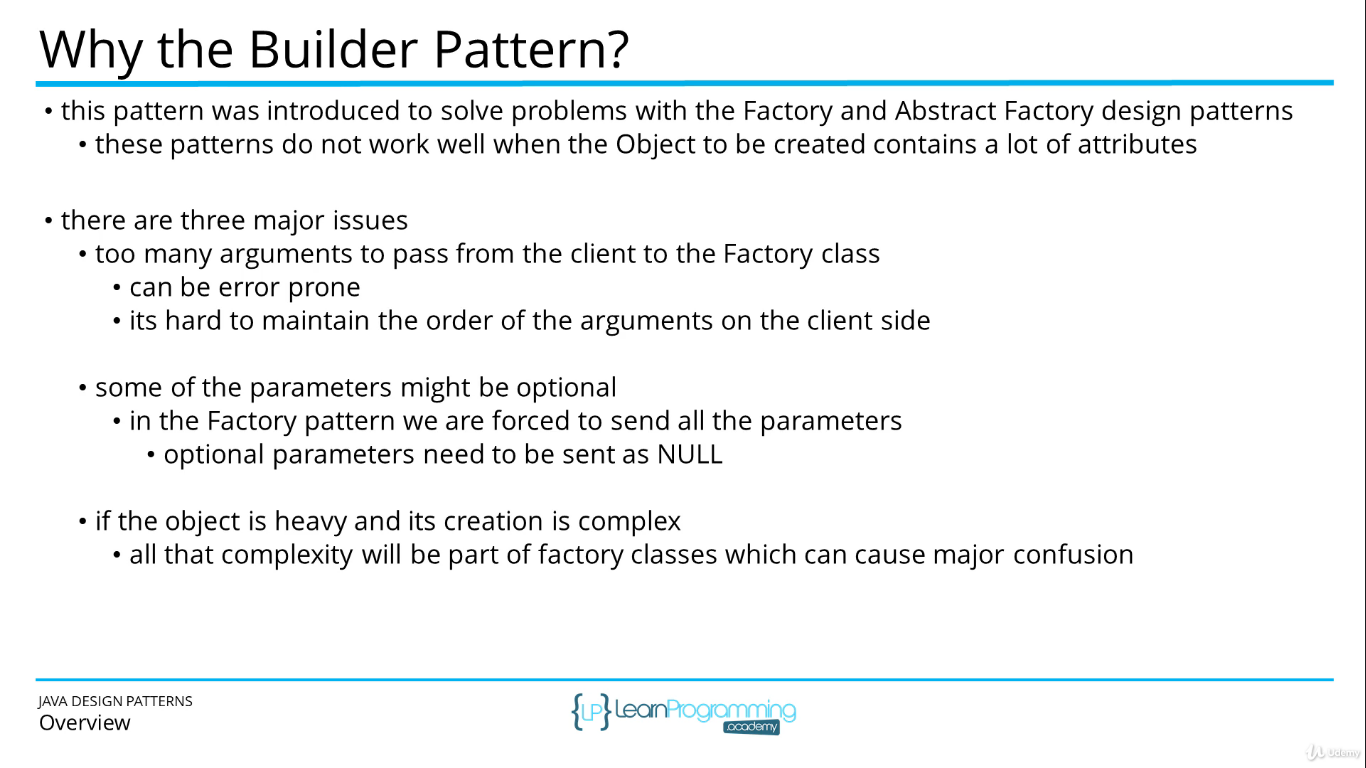 Why the Builder Pattern?
• this pattern was introduced to solve problems with the Factory and Abstract Factory design patterns
• these patterns do not work well when the Object to be created contains a lot of attributes
• there are three major issues
• too many arguments to pass from the client to the Factory class
• can be error prone
• its hard to maintain the order of the arguments on the client side
• some of the parameters might be optional
• in the Factory pattern we are forced to send all the parameters
• optional parameters need to be sent as NULL
• if the object is heavy and its creation is complex
• all that complexity will be part of factory classes which can cause major confusion
JAVA DESIGN PATTERNS
Overview
{LP} LearnProgramming
.academy
Udemy